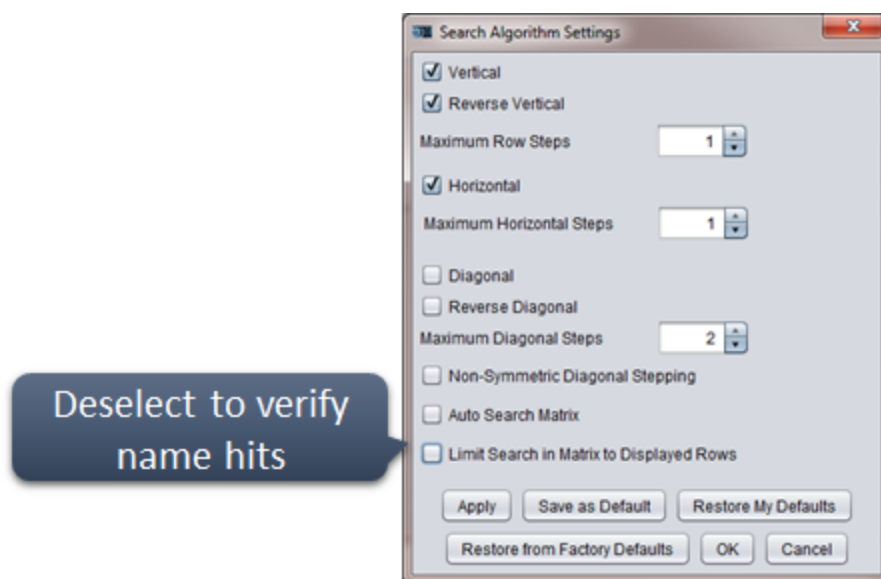 Search Algorithm Settings
Vertical
Reverse Vertical
Maximum Row Steps 1
Horizontal
Maximum Horizontal Steps 1
Diagonal
Reverse Diagonal
Maximum Diagonal Steps 2
Non-Symmetric Diagonal Stepping
Auto Search Matrix
Limit Search in Matrix to Displayed Rows
Deselect to verify
name hits
Apply Save as Default Restore My Defaults
Restore from Factory Defaults OK Cancel